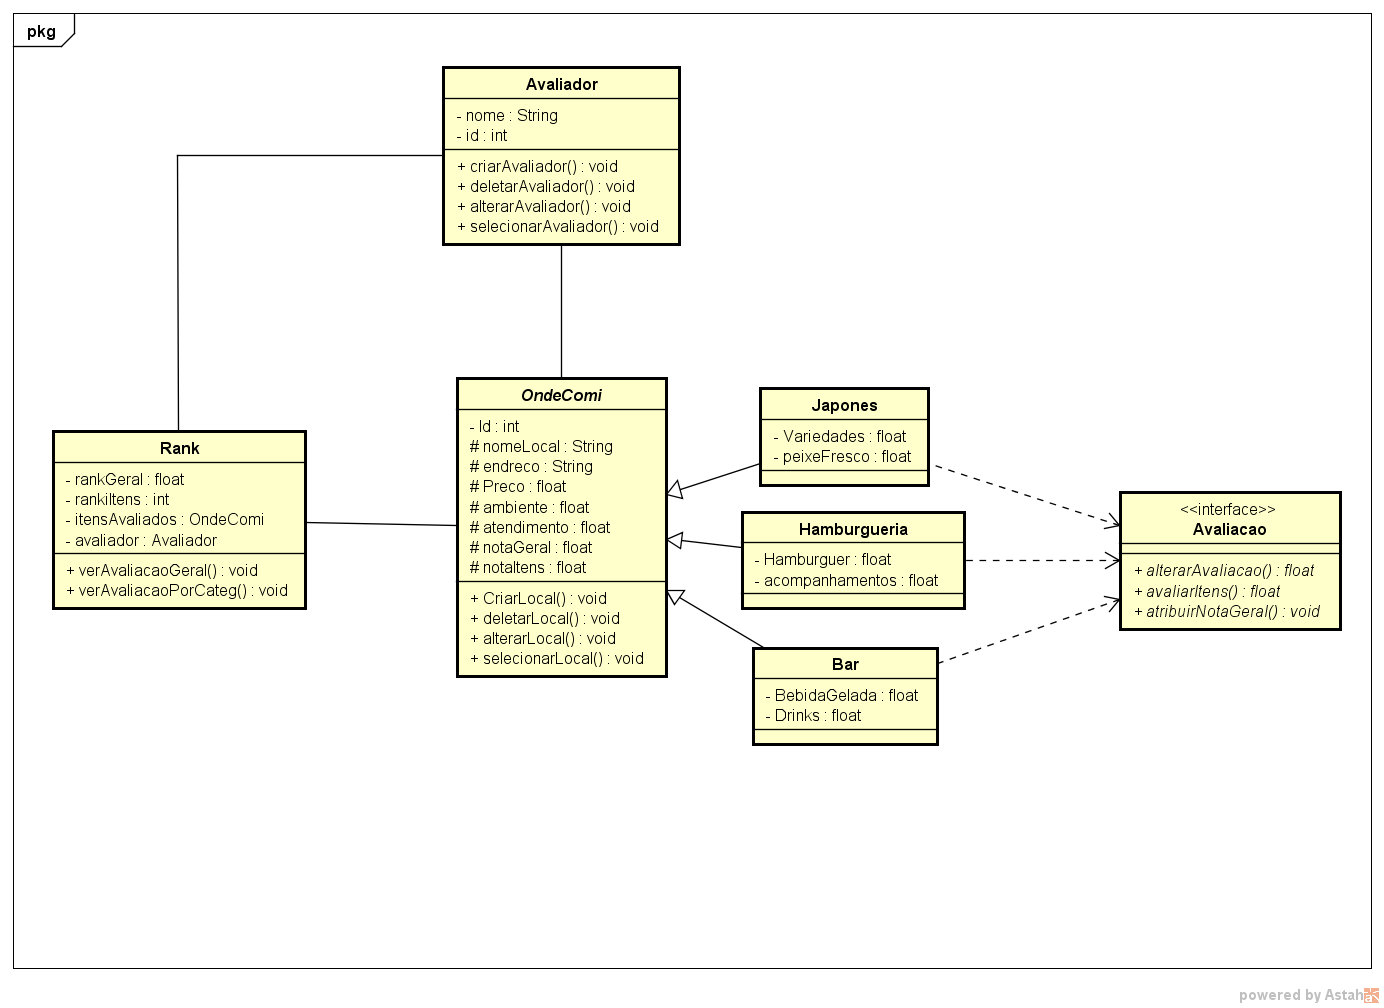 pkg
Avaliador
- nome : String
- id : int
+ criarAvaliador() : void
+ deletarAvaliador() : void
+ alterarAvaliador() : void
+ selecionarAvaliador() : void
Rank
- rankGeral : float
- rankiItens : int
- itensAvaliados : OndeComi
- avaliador : Avaliador
+ verAvaliacaoGeral() : void
+ verAvaliacaoPorCateg() : void
OndeComi
- Id : int
# nomeLocal : String
# endreco : String
# Preco : float
# ambiente : float
# atendimento : float
# notaGeral : float
# notaItens : float
+ CriarLocal() : void
+ deletarLocal() : void
+ alterarLocal() : void
+ selecionarLocal() : void
Japones
- Variedades : float
- peixeFresco : float
Hamburgueria
- Hamburguer : float
- acompanhamentos : float
Bar
- BebidaGelada : float
- Drinks : float
<<interface>>
Avaliacao
+ alterarAvaliacao() : float
+ avaliarItens() : float
+ atribuirNotaGeral() : void
powered by Astah